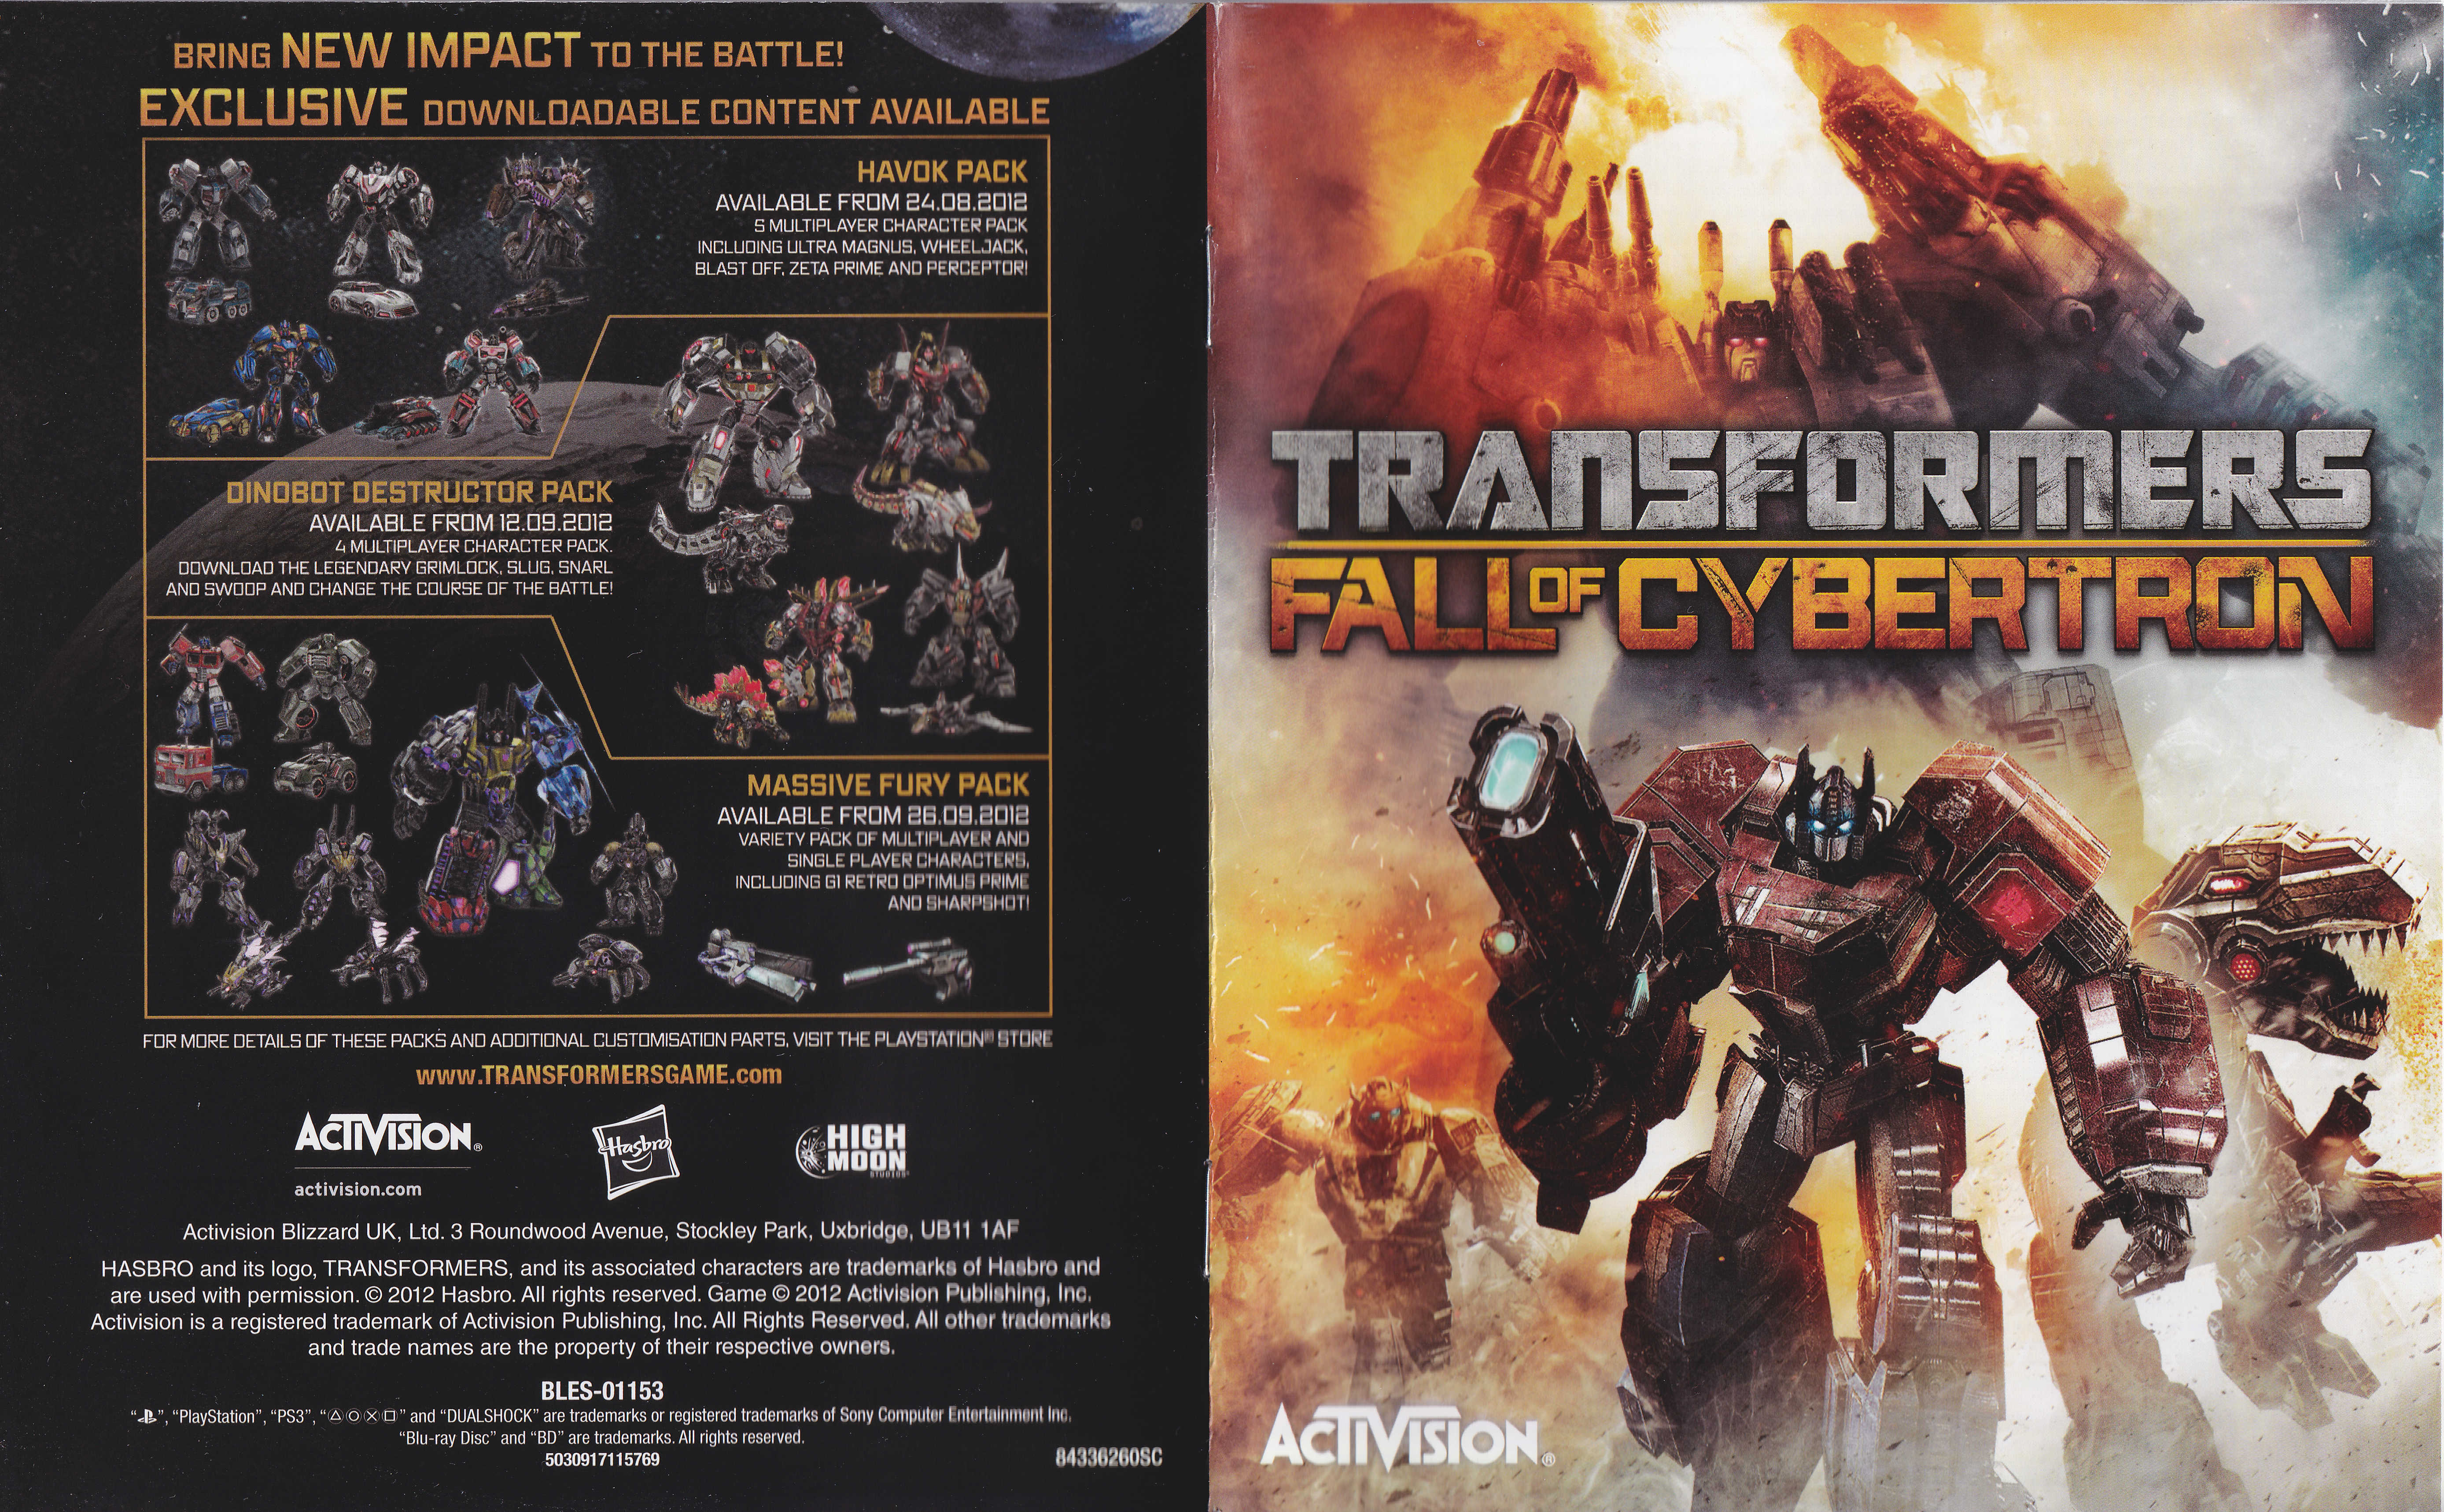 BRING NEW IMPACT TO THE BATTLE!
EXCLUSIVE DOWNLOADABLE CONTENT AVAILABLE
HAVOK PACK
AVAILABLE FROM 24.08.2012
5 MULTIPLAYER CHARACTER PACK
INCLUDING ULTRA MAGNUS, WHEELJACK,
BLAST OFF, ZETA PRIME AND PERCEPTOR!
DINOBOT DESTRUCTOR PACK
AVAILABLE FROM 12.09.2012
4 MULTIPLAYER CHARACTER PACK.
DOWNLOAD THE LEGENDARY GRIMLOCK, SLUG, SNARL
AND SWOOP AND CHANGE THE COURSE OF THE BATTLE!
MASSIVE FURY PACK
AVAILABLE FROM 26.09.2012
VARIETY PACK OF MULTIPLAYER AND
SINGLE PLAYER CHARACTERS,
INCLUDING G1 RETRO OPTIMUS PRIME
AND SHARPSHOT!
FOR MORE DETAILS OF THESE PACKS AND ADDITIONAL CUSTOMISATION PARTS, VISIT THE PLAYSTATION® STORE
www.TRANSFORMERSGAME.com
ACTIVISION®
activision.com
Hasbro
HIGH
MOON
STUDIOS®
Activision Blizzard UK, Ltd. 3 Roundwood Avenue, Stockley Park, Uxbridge, UB11 1AF
HASBRO and its logo, TRANSFORMERS, and its associated characters are trademarks of Hasbro and
are used with permission. © 2012 Hasbro. All rights reserved. Game © 2012 Activision Publishing, Inc.
Activision is a registered trademark of Activision Publishing, Inc. All Rights Reserved. All other trademarks
and trade names are the property of their respective owners.
BLES-01153
“PS”, “PlayStation”, “PS3”, “△○×□” and “DUALSHOCK” are trademarks or registered trademarks of Sony Computer Entertainment Inc.
“Blu-ray Disc” and “BD” are trademarks. All rights reserved.
5030917115769
84336260SC
TRANSFORMERS
FALL OF CYBERTRON
ACTIVISION®